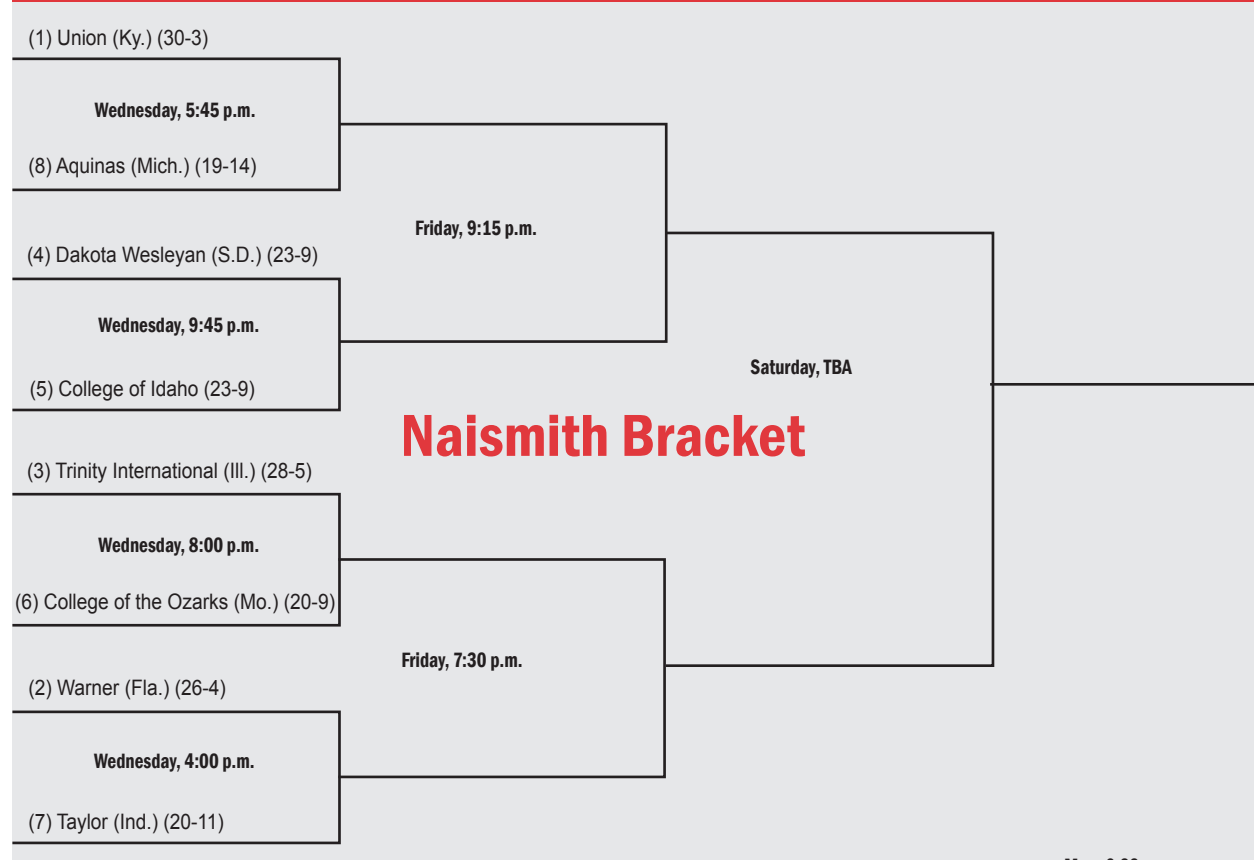 (1) Union (Ky.) (30-3)
Wednesday, 5:45 p.m.
(8) Aquinas (Mich.) (19-14)
Friday, 9:15 p.m.
(4) Dakota Wesleyan (S.D.) (23-9)
Wednesday, 9:45 p.m.
(5) College of Idaho (23-9)
Saturday, TBA
Naismith Bracket
(3) Trinity International (Ill.) (28-5)
Wednesday, 8:00 p.m.
(6) College of the Ozarks (Mo.) (20-9)
Friday, 7:30 p.m.
(2) Warner (Fla.) (26-4)
Wednesday, 4:00 p.m.
(7) Taylor (Ind.) (20-11)